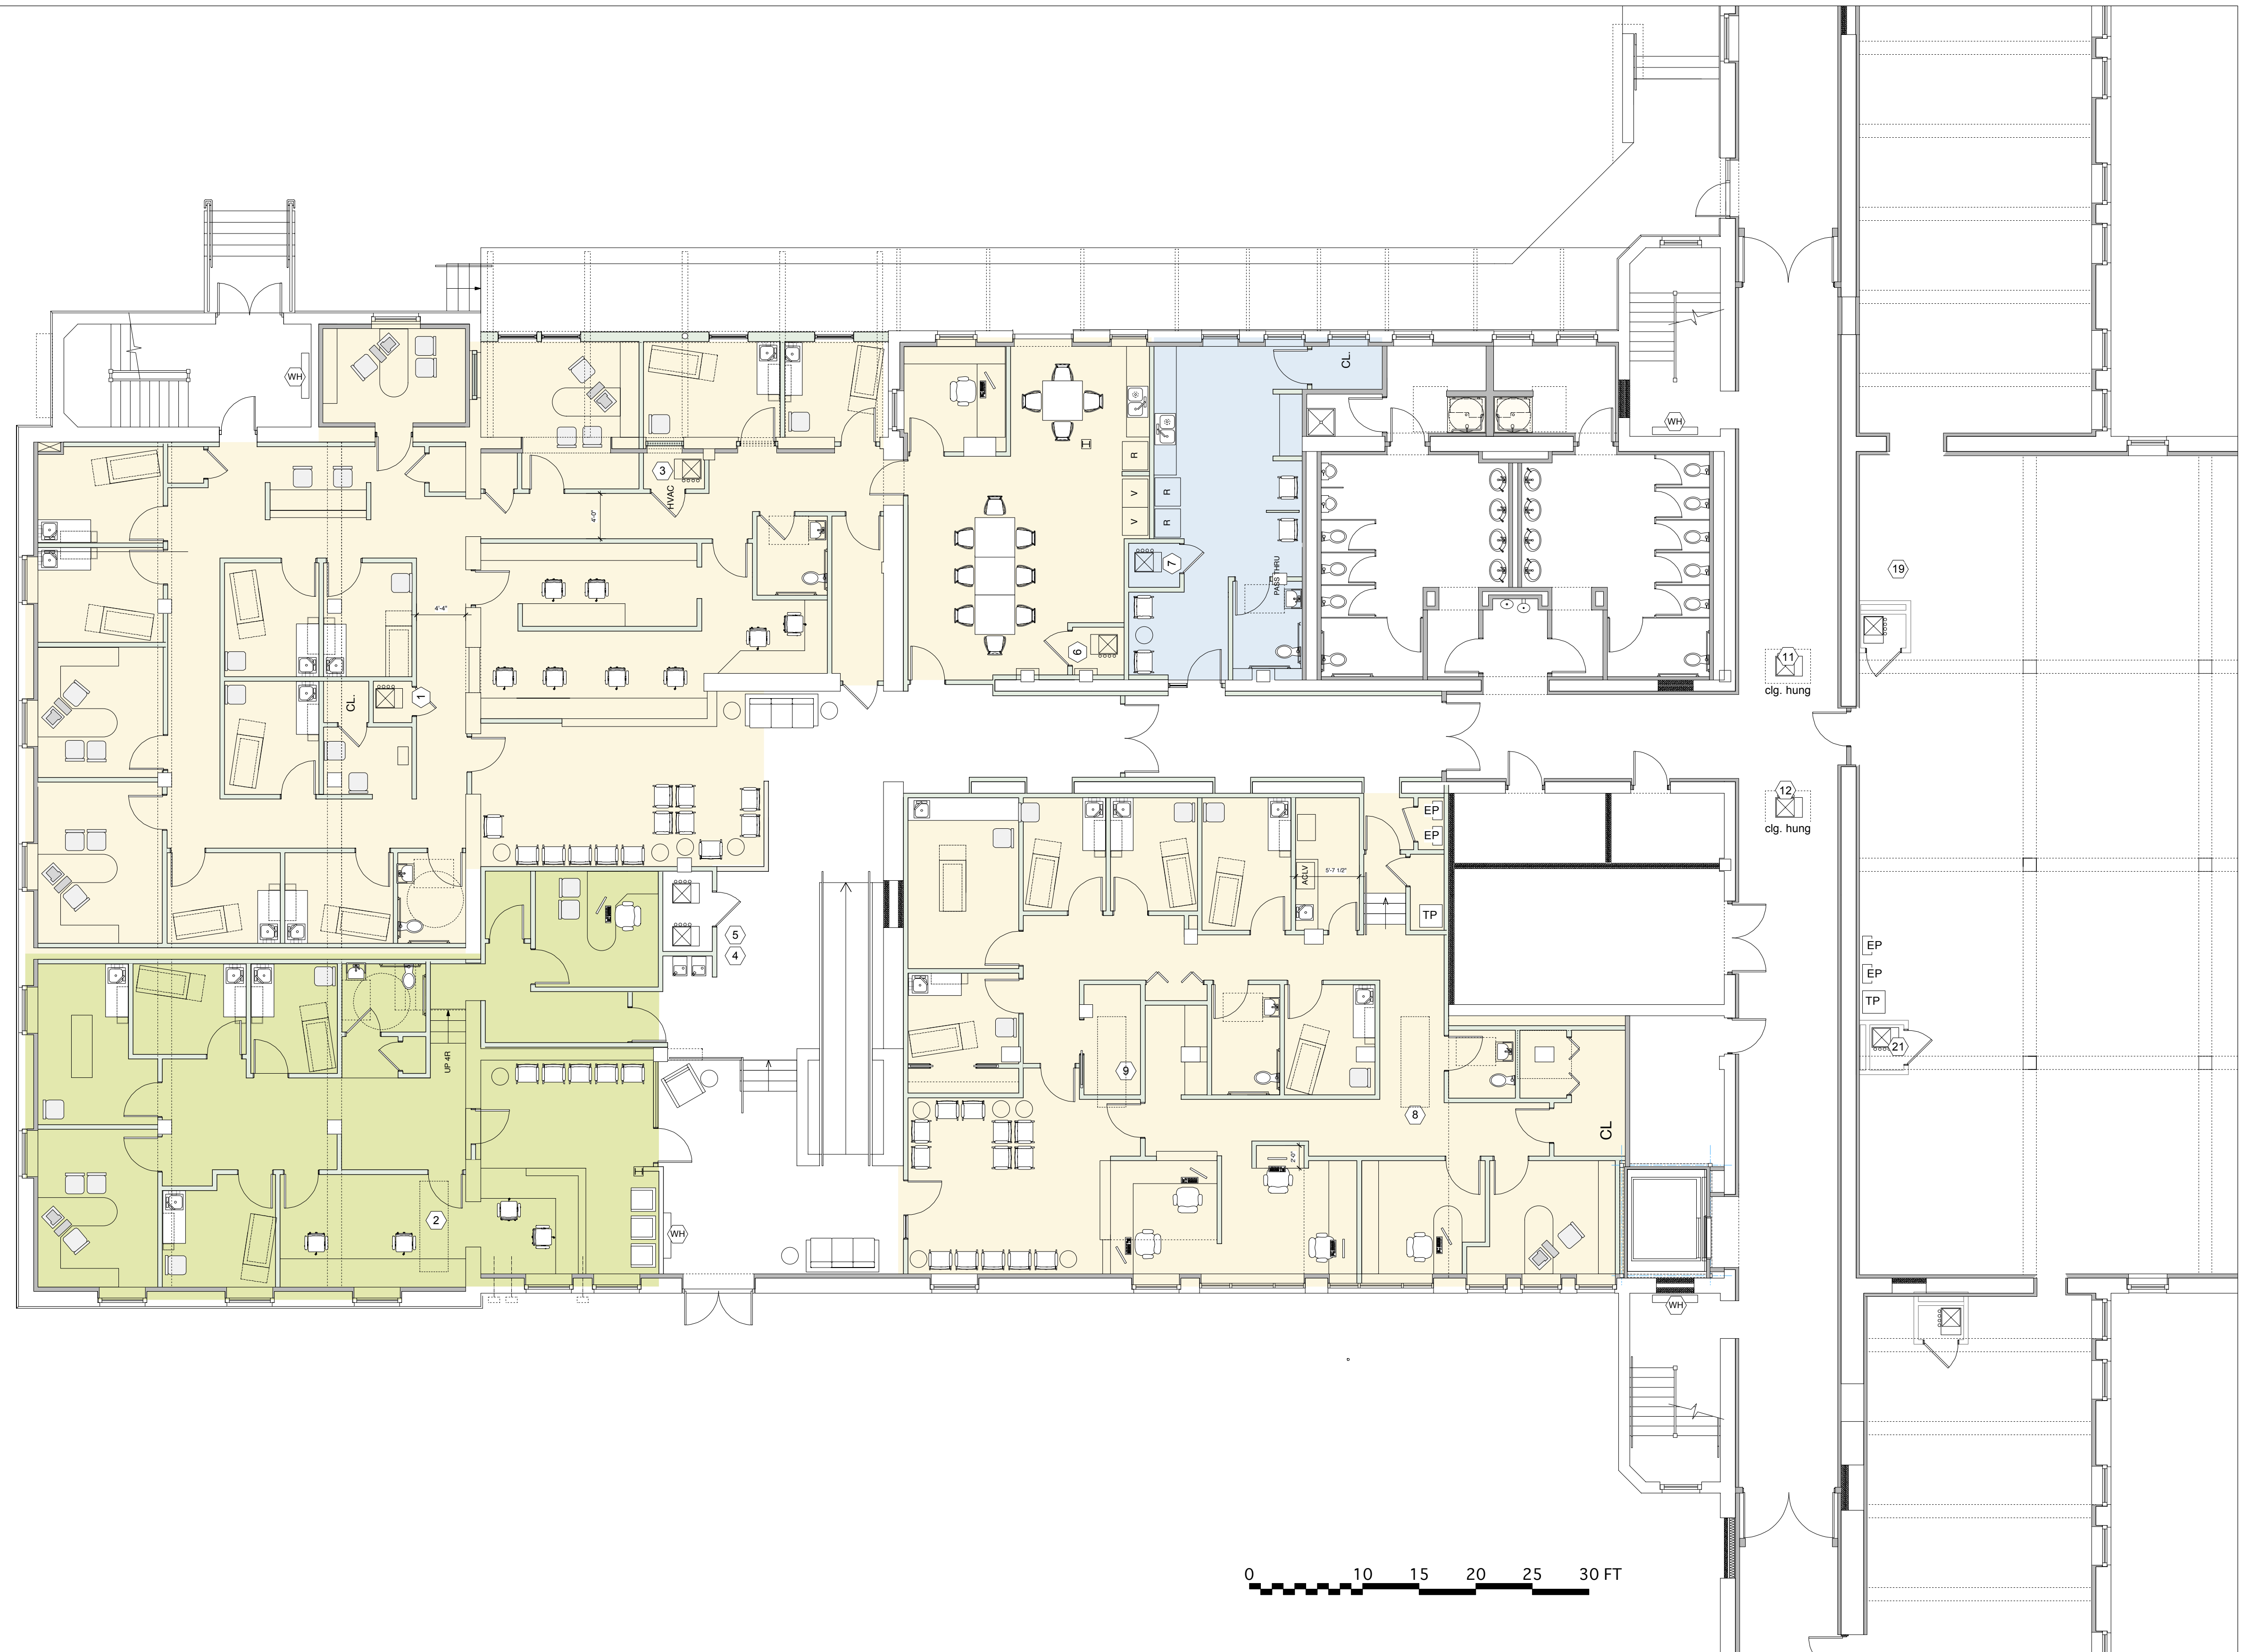 WH
CL.
WH
3
HVAC
4'-0"
R
V
V
R
R
7
PASS THRU
6
19
4'-4"
1
CL.
11
clg. hung
12
clg. hung
EP
EP
ACLV
5'-7 1/2"
TP
5
4
EP
EP
TP
21
UP 4R
9
8
CL
2'-0"
2
WH
WH
0 10 15 20 25 30 FT